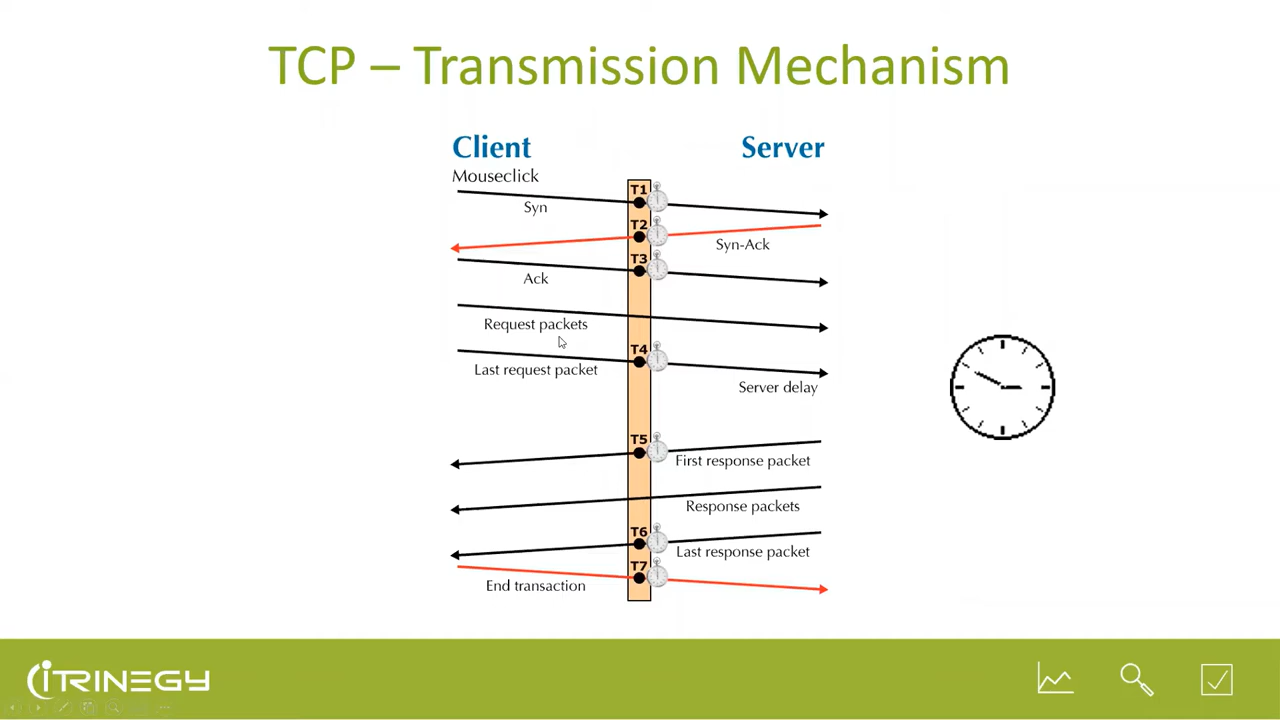 TCP – Transmission Mechanism
Client
Server
Mouseclick
T1
Syn
T2
Syn-Ack
T3
Ack
Request packets
T4
Last request packet
Server delay
T5
First response packet
Response packets
T6
Last response packet
T7
End transaction
iTRINEGY